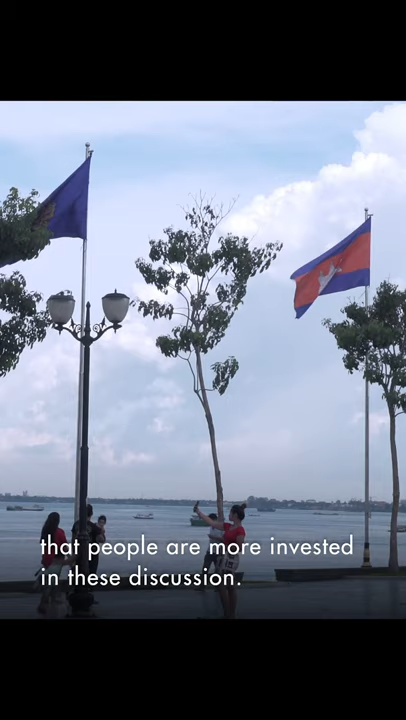 that people are more invested
in these discussion.